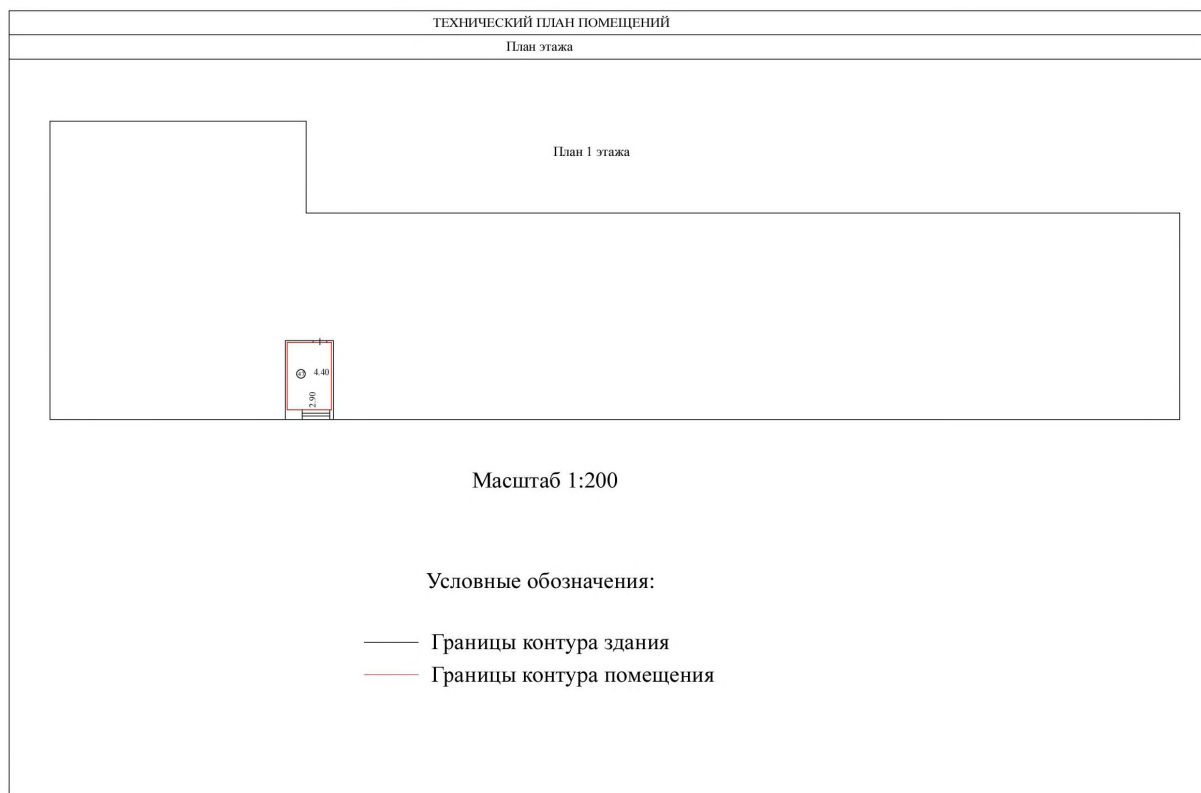 ТЕХНИЧЕСКИЙ ПЛАН ПОМЕЩЕНИЙ
План этажа
План 1 этажа
4.40
2.90
Масштаб 1:200
Условные обозначения:
Границы контура здания
Границы контура помещения